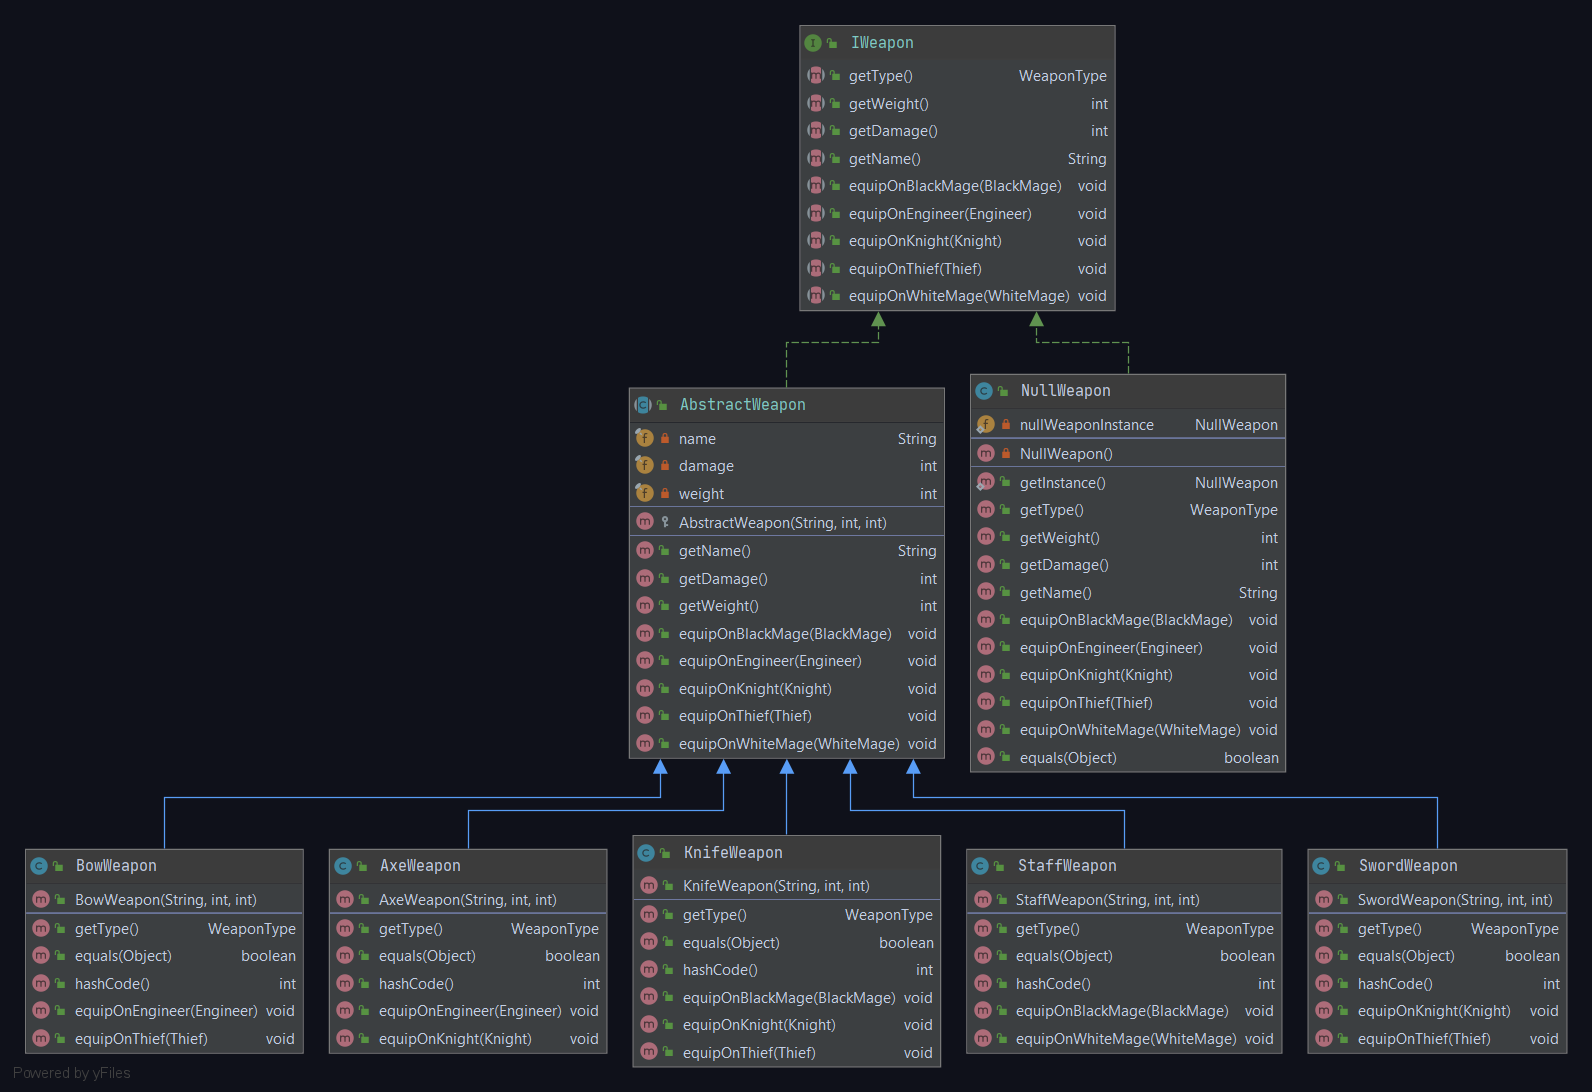 IWeapon
getType() WeaponType
getWeight() int
getDamage() int
getName() String
equipOnBlackMage(BlackMage) void
equipOnEngineer(Engineer) void
equipOnKnight(Knight) void
equipOnThief(Thief) void
equipOnWhiteMage(WhiteMage) void
AbstractWeapon
name String
damage int
weight int
AbstractWeapon(String, int, int)
getName() String
getDamage() int
getWeight() int
equipOnBlackMage(BlackMage) void
equipOnEngineer(Engineer) void
equipOnKnight(Knight) void
equipOnThief(Thief) void
equipOnWhiteMage(WhiteMage) void
NullWeapon
nullWeaponInstance NullWeapon
NullWeapon()
getInstance() NullWeapon
getType() WeaponType
getWeight() int
getDamage() int
getName() String
equipOnBlackMage(BlackMage) void
equipOnEngineer(Engineer) void
equipOnKnight(Knight) void
equipOnThief(Thief) void
equipOnWhiteMage(WhiteMage) void
equals(Object) boolean
BowWeapon
BowWeapon(String, int, int)
getType() WeaponType
equals(Object) boolean
hashCode() int
equipOnEngineer(Engineer) void
equipOnThief(Thief) void
AxeWeapon
AxeWeapon(String, int, int)
getType() WeaponType
equals(Object) boolean
hashCode() int
equipOnEngineer(Engineer) void
equipOnKnight(Knight) void
KnifeWeapon
KnifeWeapon(String, int, int)
getType() WeaponType
equals(Object) boolean
hashCode() int
equipOnBlackMage(BlackMage) void
equipOnKnight(Knight) void
equipOnThief(Thief) void
StaffWeapon
StaffWeapon(String, int, int)
getType() WeaponType
equals(Object) boolean
hashCode() int
equipOnBlackMage(BlackMage) void
equipOnWhiteMage(WhiteMage) void
SwordWeapon
SwordWeapon(String, int, int)
getType() WeaponType
equals(Object) boolean
hashCode() int
equipOnKnight(Knight) void
equipOnThief(Thief) void
Powered by yFiles